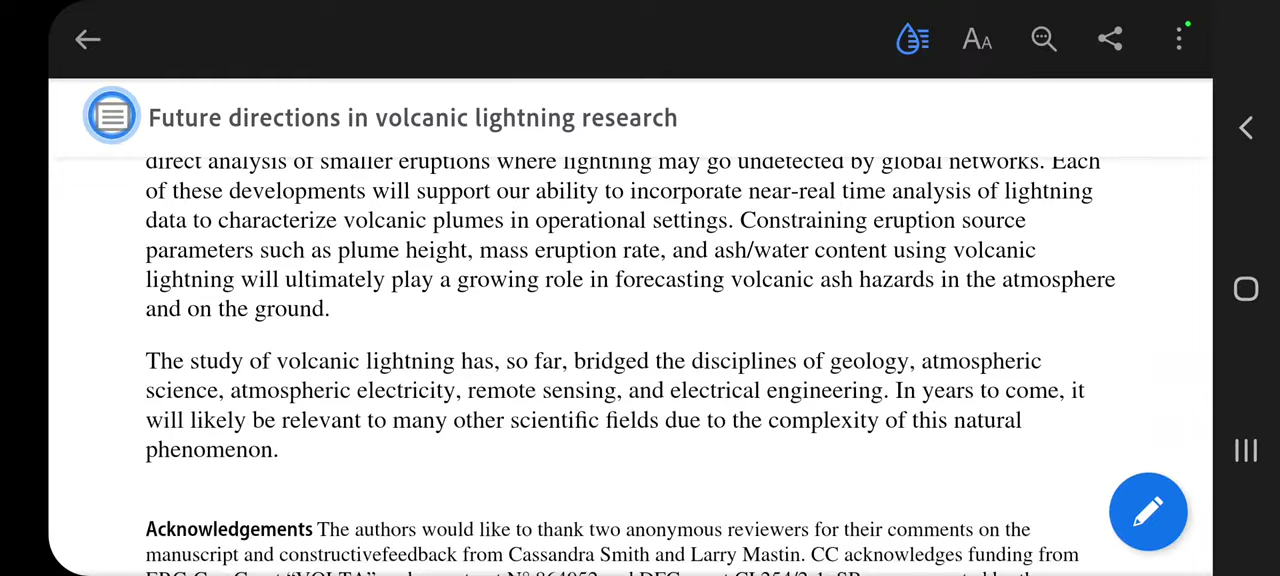 AA
Future directions in volcanic lightning research
direct analysis of smaller eruptions where lightning may go undetected by global networks. Each
of these developments will support our ability to incorporate near-real time analysis of lightning
data to characterize volcanic plumes in operational settings. Constraining eruption source
parameters such as plume height, mass eruption rate, and ash/water content using volcanic
lightning will ultimately play a growing role in forecasting volcanic ash hazards in the atmosphere
and on the ground.
The study of volcanic lightning has, so far, bridged the disciplines of geology, atmospheric
science, atmospheric electricity, remote sensing, and electrical engineering. In years to come, it
will likely be relevant to many other scientific fields due to the complexity of this natural
phenomenon.
Acknowledgements The authors would like to thank two anonymous reviewers for their comments on the
manuscript and constructivefeedback from Cassandra Smith and Larry Mastin. CC acknowledges funding from